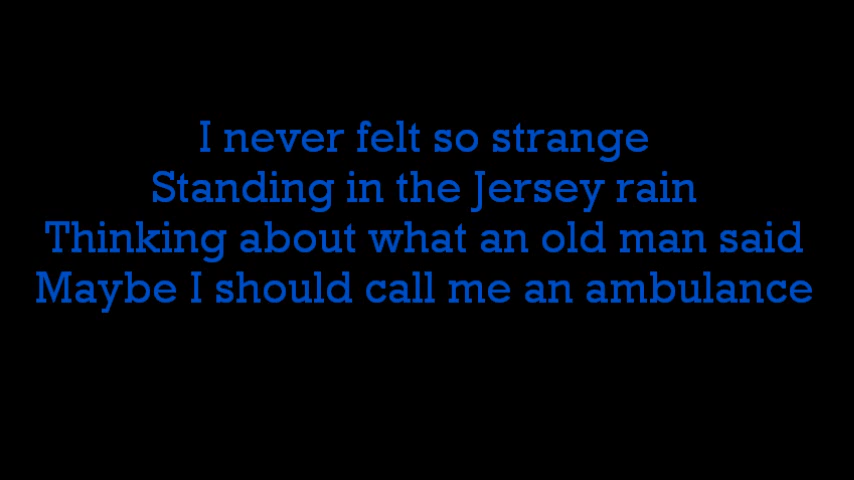 I never felt so strange
Standing in the Jersey rain
Thinking about what an old man said
Maybe I should call me an ambulance